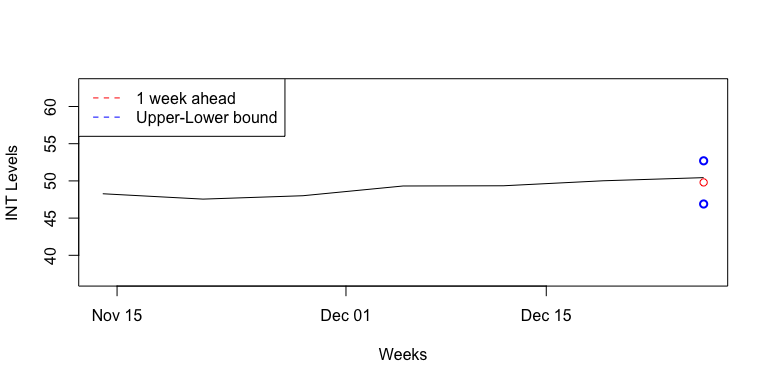 1 week ahead
Upper-Lower bound
INT Levels
60
55
50
45
40
Nov 15
Dec 01
Dec 15
Weeks